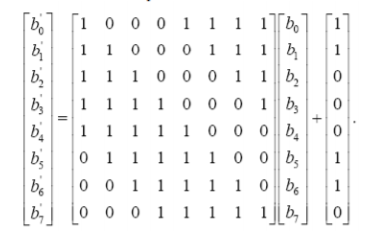 [b'₀] [1 0 0 0 1 1 1 1] [b₀] [1]
[b'₁] [1 1 0 0 0 1 1 1] [b₁] [1]
[b'₂] [1 1 1 0 0 0 1 1] [b₂] [0]
[b'₃] [1 1 1 1 0 0 0 1] [b₃] [0]
[b'₄] = [1 1 1 1 1 0 0 0] [b₄] + [0] .
[b'₅] [0 1 1 1 1 1 0 0] [b₅] [1]
[b'₆] [0 0 1 1 1 1 1 0] [b₆] [1]
[b'₇] [0 0 0 1 1 1 1 1] [b₇] [0]